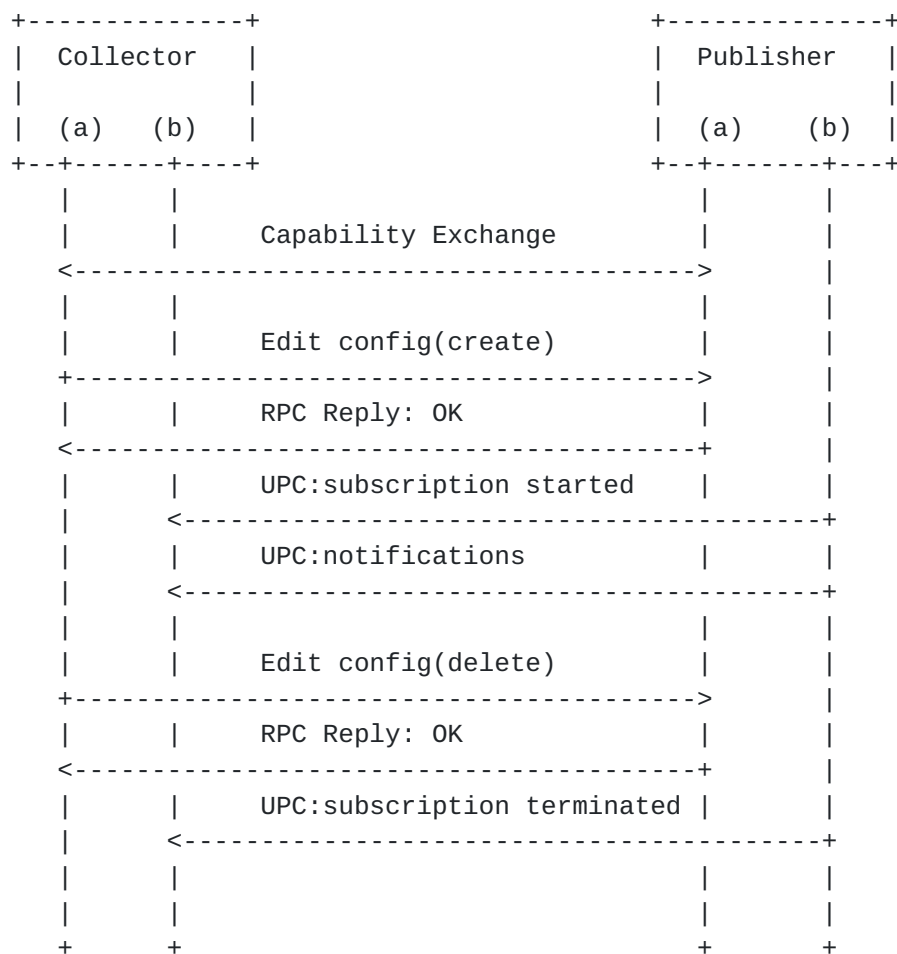 Collector Publisher
(a) (b) (a) (b)
Capability Exchange
Edit config(create)
RPC Reply: OK
UPC:subscription started
UPC:notifications
Edit config(delete)
RPC Reply: OK
UPC:subscription terminated